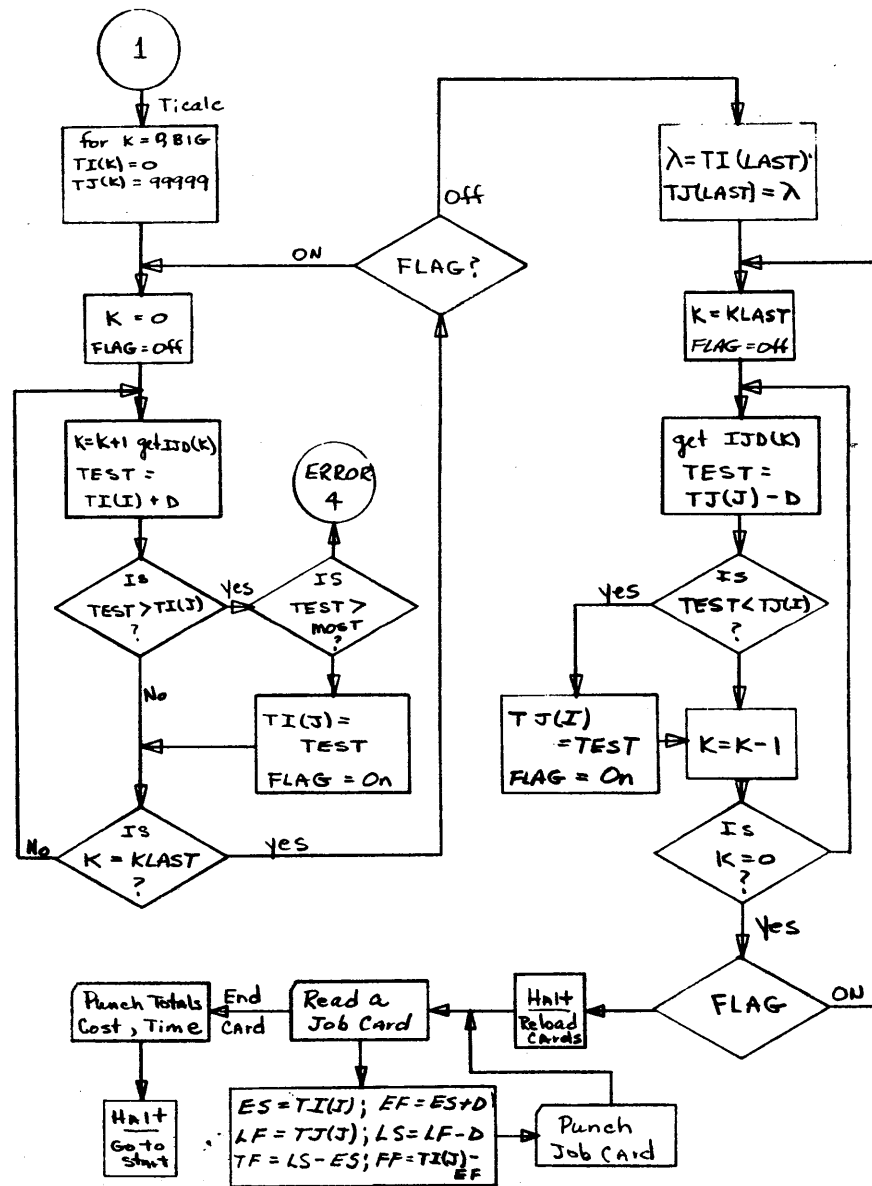 1
Ticalc
for K = 0, BIG
TI(K) = 0
TJ(K) = 99999
ON
K = 0
FLAG = Off
K = K+1 get IJD(K)
TEST =
TI(I) + D
Is
TEST > TI(J)
?
yes
No
ERROR
4
IS
TEST >
MOST
?
TI(J) =
TEST
FLAG = On
Is
K = KLAST
?
No
yes
FLAG?
Off
λ = TI(LAST)
TJ(LAST) = λ
K = KLAST
FLAG = Off
get IJD(K)
TEST =
TJ(J) - D
Is
TEST < TJ(I)
?
yes
TJ(I)
= TEST
FLAG = On
K = K - 1
Is
K = 0
?
Yes
FLAG
ON
Halt
Reload
Cards
Read a
Job Card
End
Card
Punch Totals
Cost, Time
Halt
Go to
Start
ES = TI(I); EF = ES+D
LF = TJ(J); LS = LF-D
TF = LS-ES; FF = TI(J)-
EF
Punch
Job Card